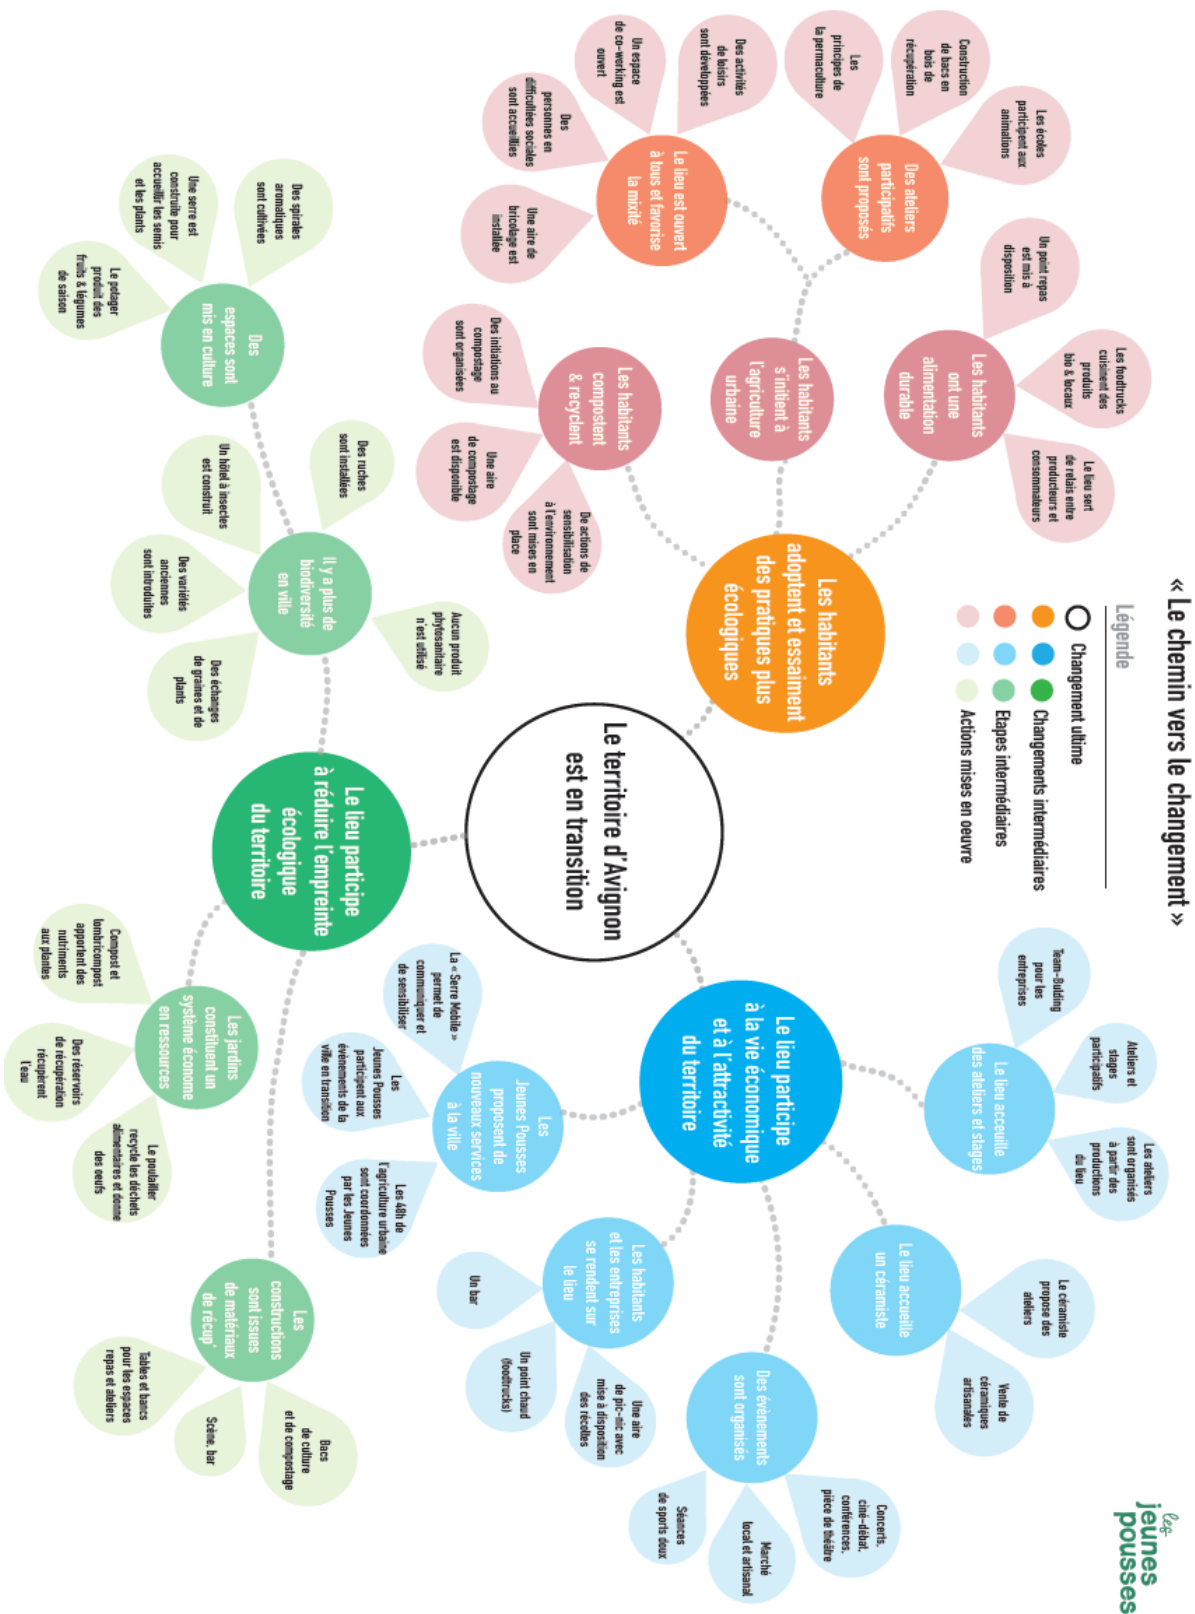 « Le chemin vers le changement »
les
jeunes
pousses
Légende
Changement ultime
Changements intermédiaires
Etapes intermédiaires
Actions mises en oeuvre
Le territoire d'Avignon
est en transition
Les habitants
adoptent et essaiment
des pratiques plus
écologiques
Les habitants
ont une
alimentation
durable
Un point repas
est mis à
disposition
Les foodtrucks
cuisinent des
produits
bio & locaux
Le lieu sert
de relais entre
producteurs et
consommateurs
Les habitants
s'initient à
l'agriculture
urbaine
Des ateliers
participatifs
sont proposés
Les écoles
participent aux
animations
Construction
de bacs en
bois de
récupération
Les
principes de
la permaculture
Le lieu est ouvert
à tous et favorise
la mixité
Des activités
de loisirs
sont développées
Un espace
de co-working est
ouvert
Des
personnes en
difficultées sociales
sont accueillies
Une aire de
bricolage est
installée
Les habitants
compostent
& recyclent
Des initiations au
compostage
sont organisées
Une aire
de compostage
est disponible
De actions de
sensibilisation
à l'environnement
sont mises en
place
Le lieu participe
à réduire l'empreinte
écologique
du territoire
Il y a plus de
biodiversité
en ville
Des ruches
sont installées
Un hôtel à insectes
est construit
Des variétés
anciennes
sont introduites
Des échanges
de graines et de
plants
Aucun produit
phytosanitaire
n'est utilisé
Des
espaces sont
mis en culture
Des spirales
aromatiques
sont cultivées
Une serre est
construite pour
accueillir les semis
et les plants
Le potager
produit des
fruits & légumes
de saison
Les jardins
constituent un
système économe
en ressources
Compost et
lombricompost
apportent des
nutriments
aux plantes
Des réservoirs
de récupération
récupèrent
l'eau
Le poulailler
recycle les déchets
alimentaires et donne
des oeufs
Les
constructions
sont issues
de matériaux
de récup'
Tables et bancs
pour les espaces
repas et ateliers
Scène, bar
Bacs
de culture
et de compostage
Le lieu participe
à la vie économique
et à l'attractivité
du territoire
Le lieu acceuille
des ateliers et stages
Team-Bulding
pour les
entreprises
Ateliers et
stages
participatifs
Les ateliers
sont organisés
à partir des
productions
du lieu
Le lieu accueille
un céramiste
Le céramiste
propose des
ateliers
Vente de
céramiques
artisanales
Des évènements
sont organisés
Concerts,
ciné-débat,
conférences,
pièce de théâtre
Marché
local et artisanal
Séances
de sports doux
Les habitants
et les entreprises
se rendent sur
le lieu
Une aire
de pic-nic avec
mise à disposition
des récoltes
Un point chaud
(foodtrucks)
Un bar
Les
Jeunes Pousses
proposent de
nouveaux services
à la ville
La « Serre Mobile »
permet de
communiquer et
de sensibiliser
Les
Jeunes Pousses
participent aux
évènements de la
ville en transition
Les 48h de
l'agriculture urbaine
sont coordonnées
par les Jeunes
Pousses